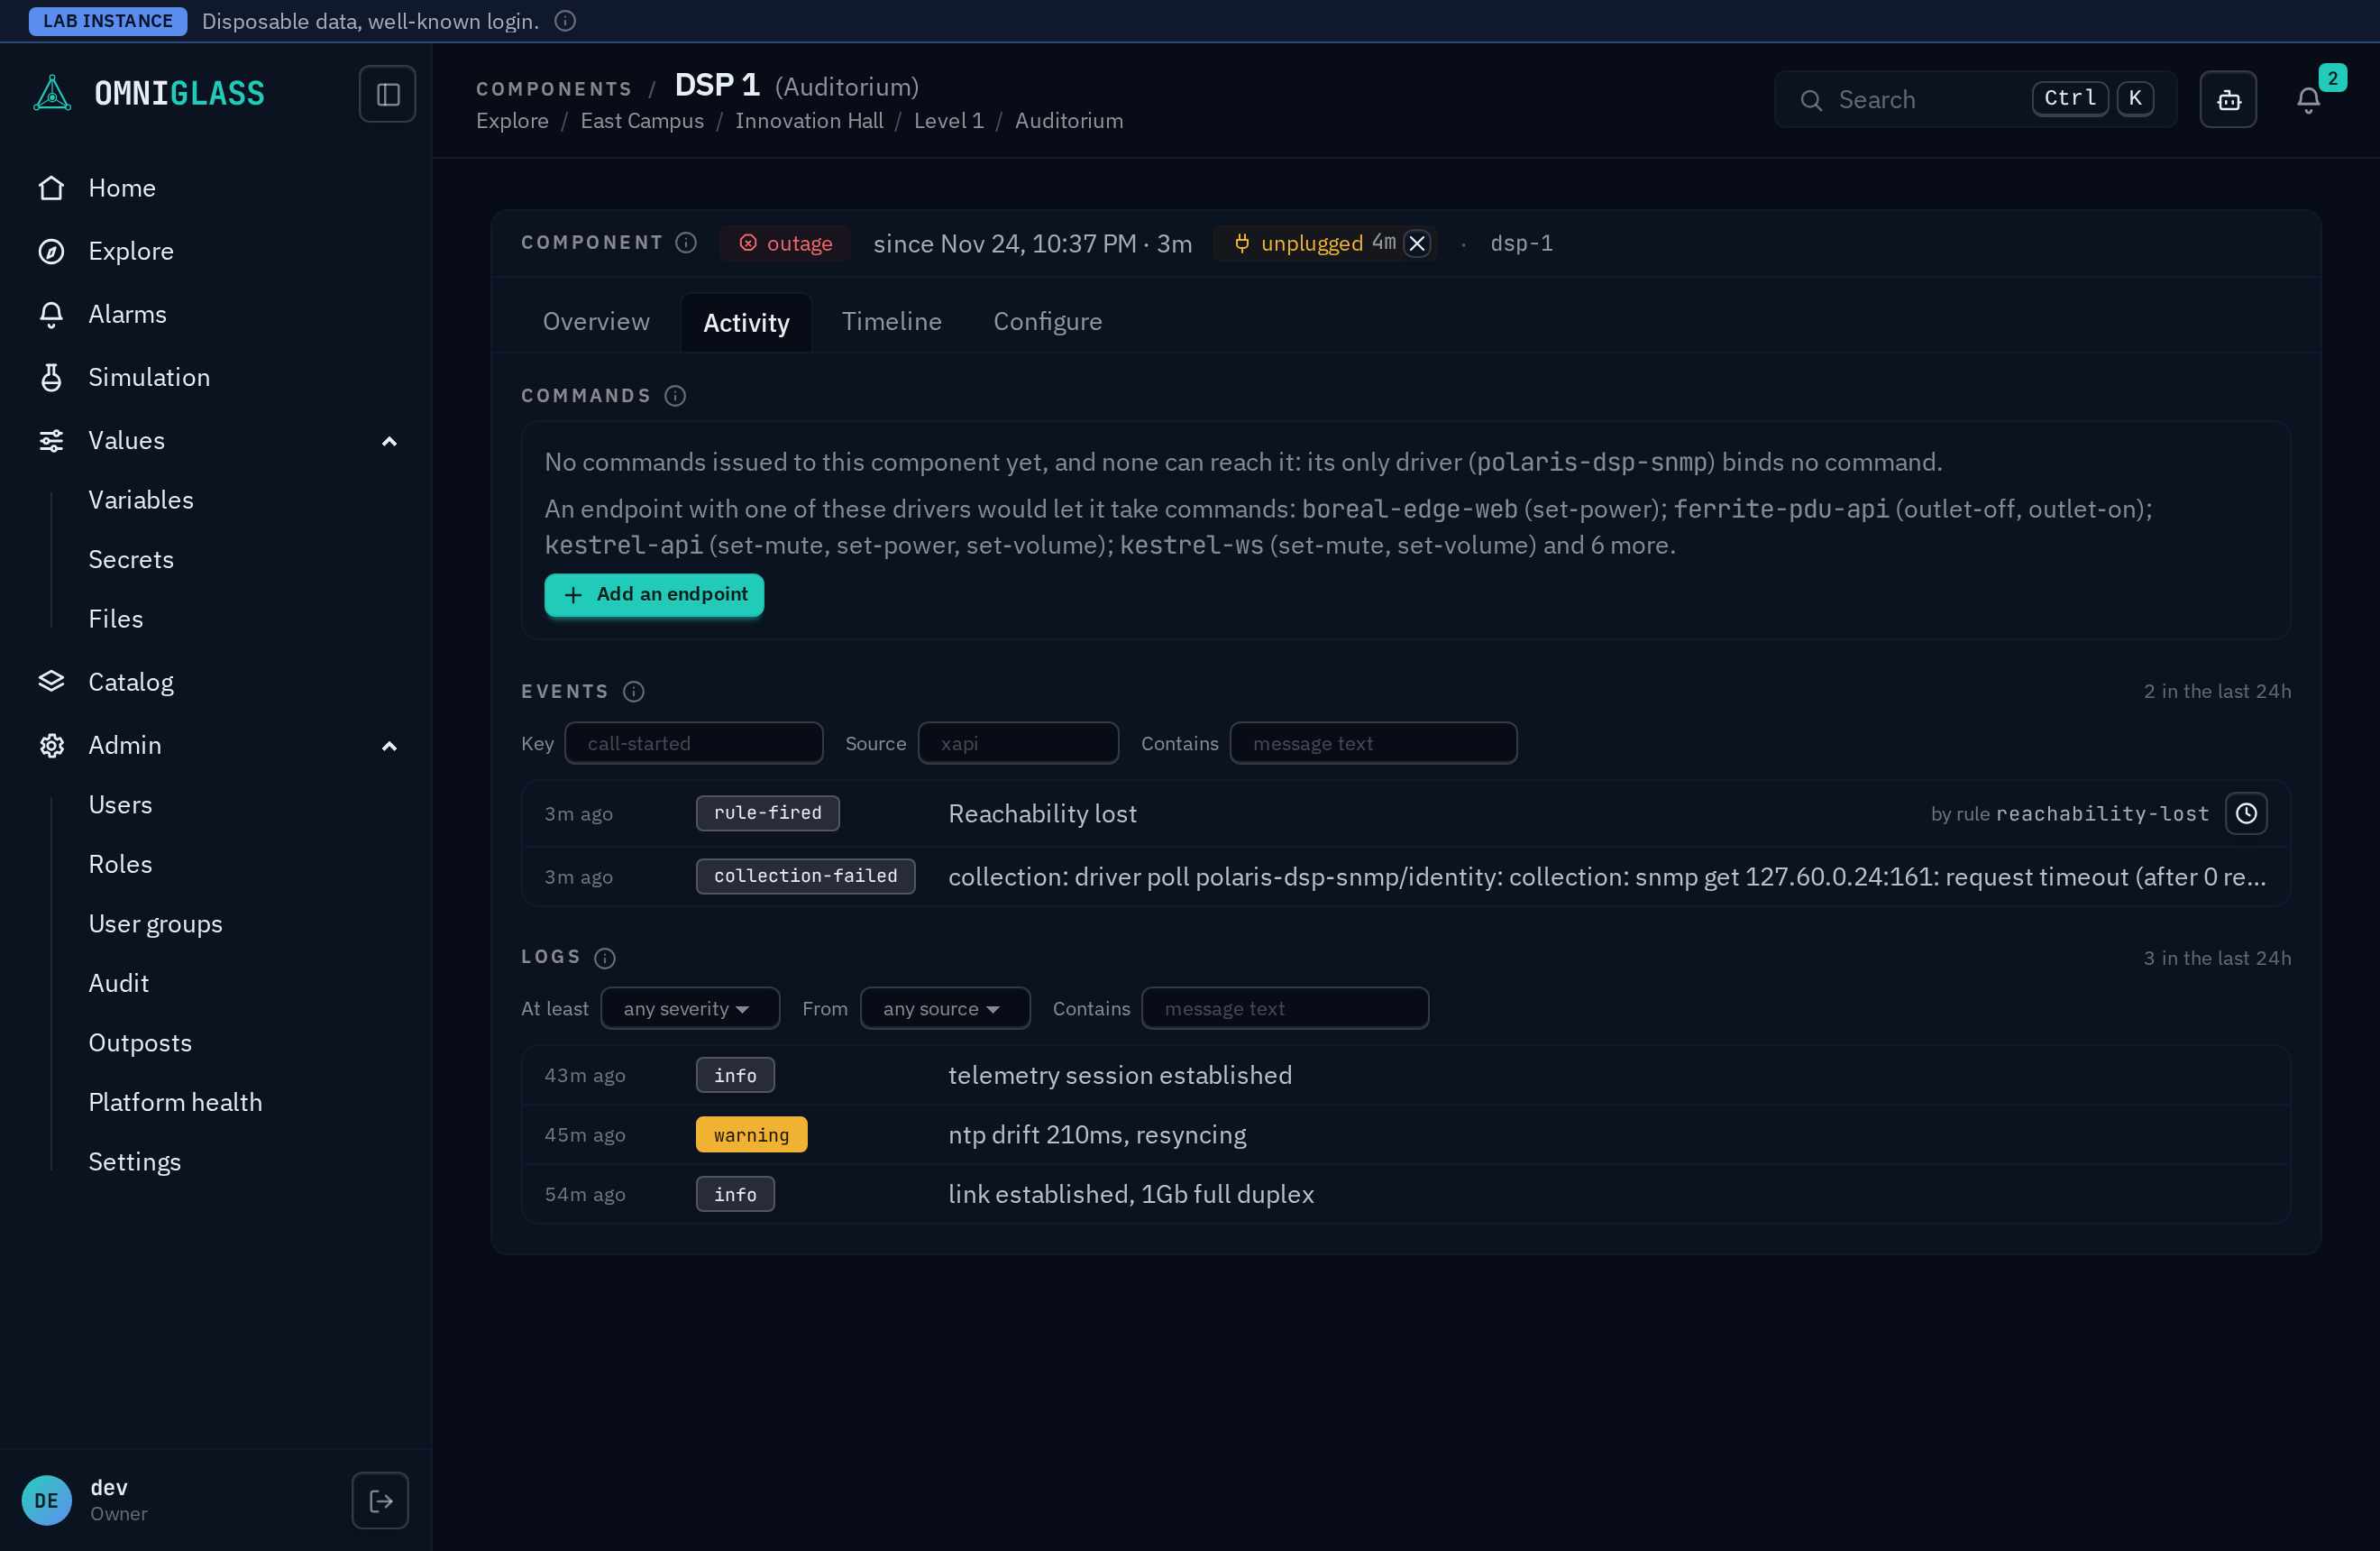 LAB INSTANCE Disposable data, well-known login.
OMNIGLASS
COMPONENTS / DSP 1 (Auditorium)
Explore / East Campus / Innovation Hall / Level 1 / Auditorium
Search Ctrl K
2
Home
Explore
Alarms
Simulation
Values
Variables
Secrets
Files
Catalog
Admin
Users
Roles
User groups
Audit
Outposts
Platform health
Settings
DE
dev
Owner
COMPONENT outage since Nov 24, 10:37 PM · 3m unplugged 4m · dsp-1
Overview Activity Timeline Configure
COMMANDS
No commands issued to this component yet, and none can reach it: its only driver (polaris-dsp-snmp) binds no command.
An endpoint with one of these drivers would let it take commands: boreal-edge-web (set-power); ferrite-pdu-api (outlet-off, outlet-on);
kestrel-api (set-mute, set-power, set-volume); kestrel-ws (set-mute, set-volume) and 6 more.
Add an endpoint
EVENTS 2 in the last 24h
Key call-started Source xapi Contains message text
3m ago rule-fired Reachability lost by rule reachability-lost
3m ago collection-failed collection: driver poll polaris-dsp-snmp/identity: collection: snmp get 127.60.0.24:161: request timeout (after 0 re...
LOGS 3 in the last 24h
At least any severity From any source Contains message text
43m ago info telemetry session established
45m ago warning ntp drift 210ms, resyncing
54m ago info link established, 1Gb full duplex